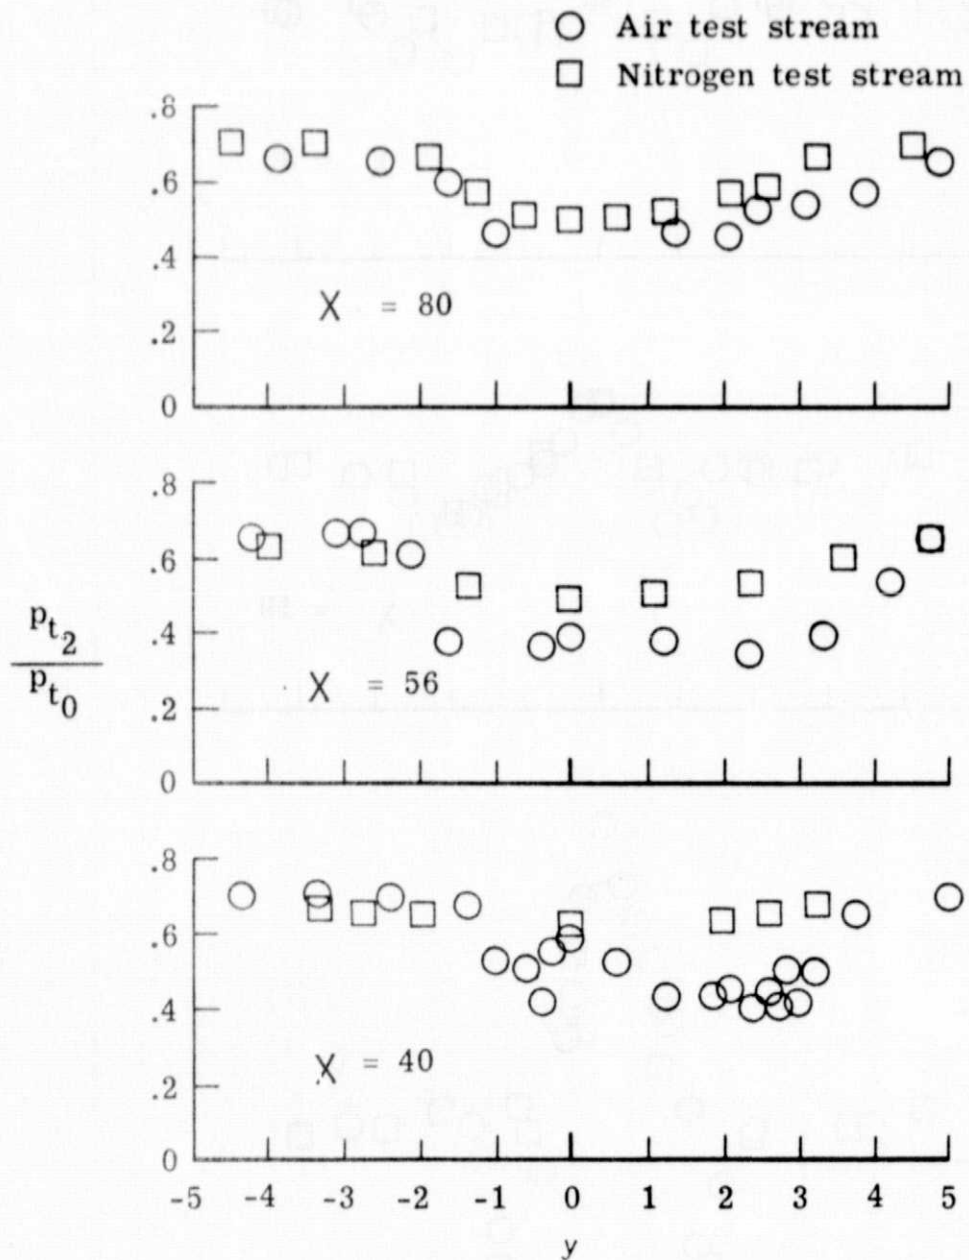 Air test stream
Nitrogen test stream
.8
.6
.4
.2
0
X = 80
.8
.6
.4
.2
0
X = 56
p_t2
p_t0
.8
.6
.4
.2
0
X = 40
-5 -4 -3 -2 -1 0 1 2 3 4 5
y